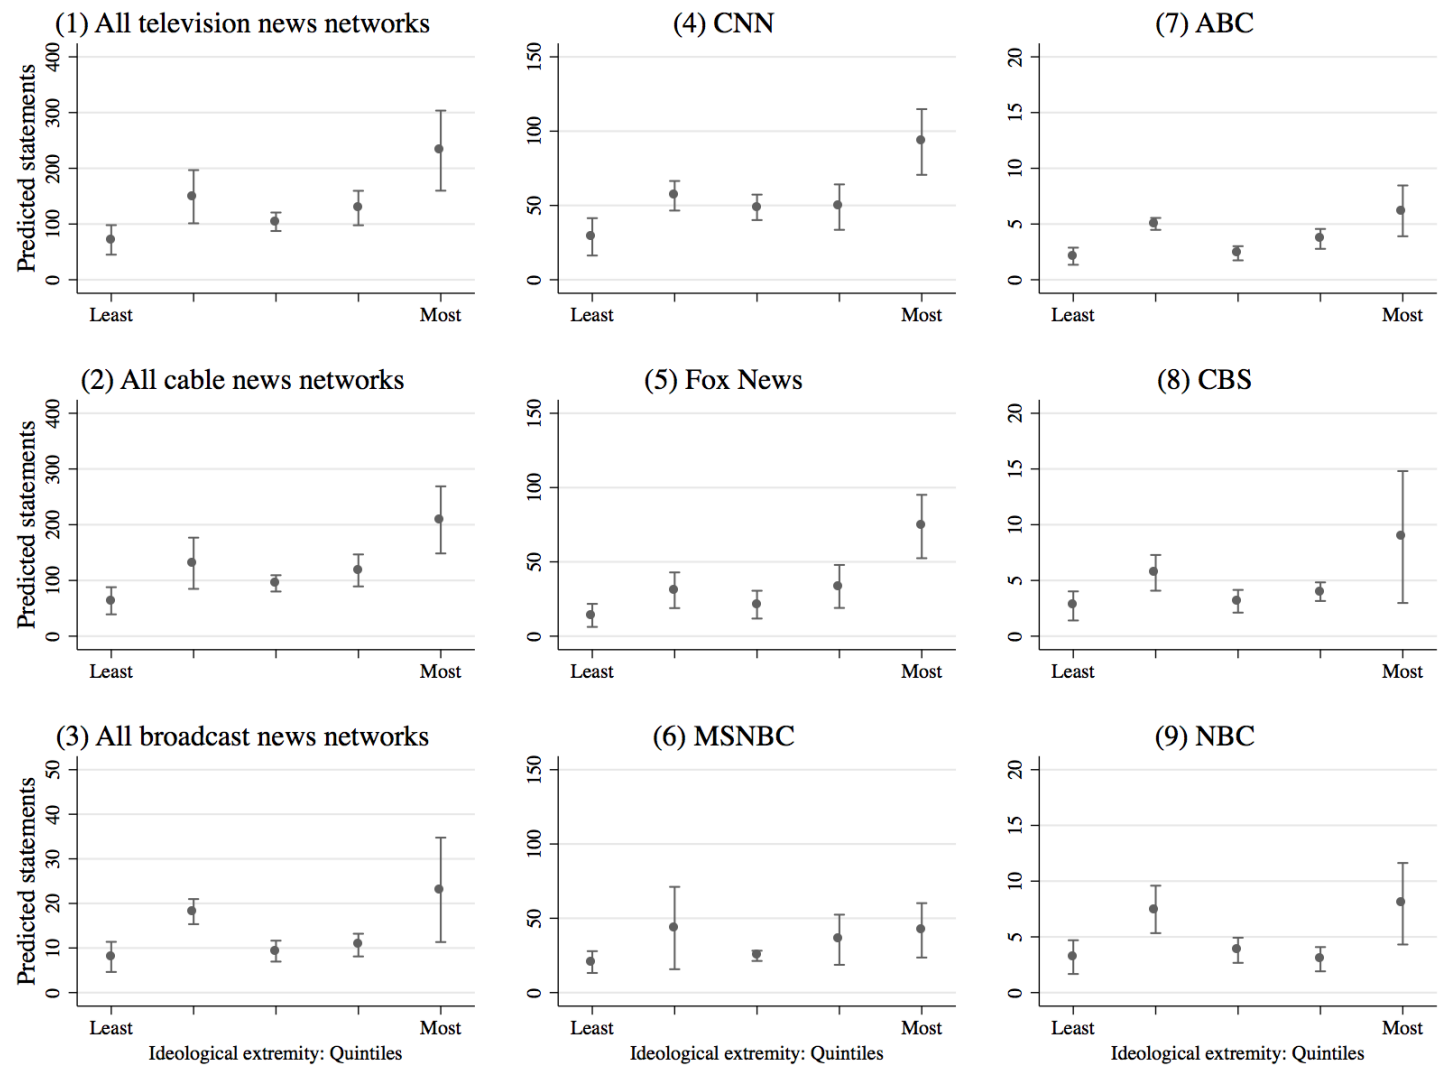 (1) All television news networks
Predicted statements
400
300
200
100
0
Least
Most
(4) CNN
150
100
50
0
Least
Most
(7) ABC
20
15
10
5
0
Least
Most
(2) All cable news networks
Predicted statements
400
300
200
100
0
Least
Most
(5) Fox News
150
100
50
0
Least
Most
(8) CBS
20
15
10
5
0
Least
Most
(3) All broadcast news networks
Predicted statements
50
40
30
20
10
0
Least
Most
Ideological extremity: Quintiles
(6) MSNBC
150
100
50
0
Least
Most
Ideological extremity: Quintiles
(9) NBC
20
15
10
5
0
Least
Most
Ideological extremity: Quintiles